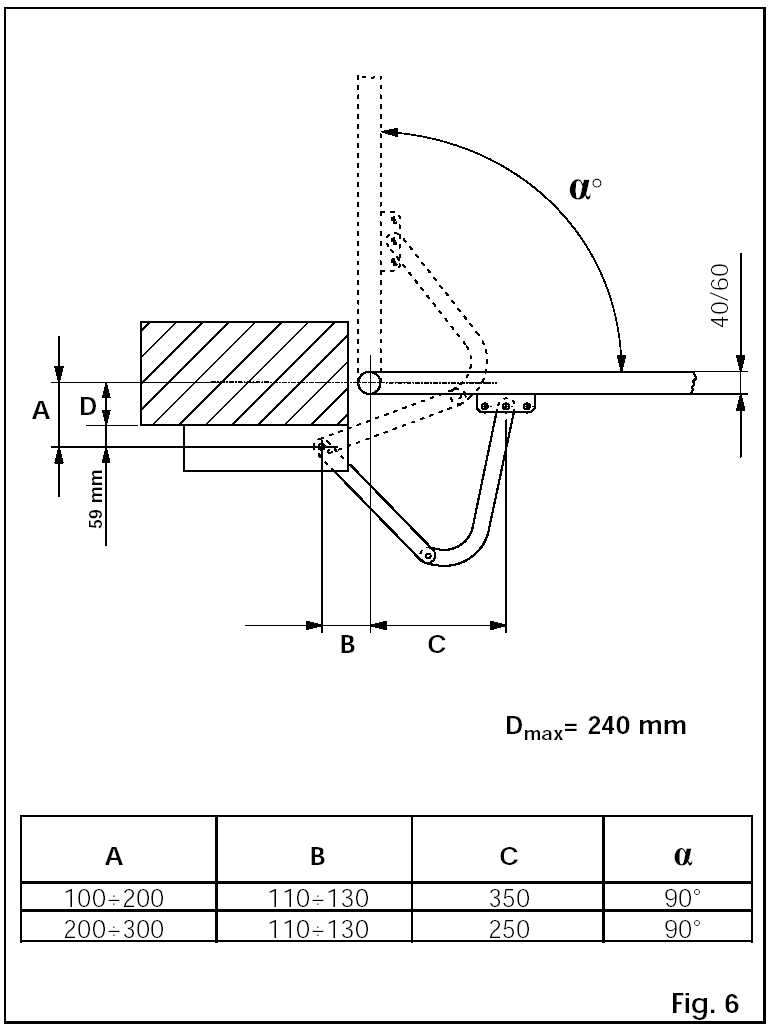 α°
40/60
A
D
59 mm
B C
Dmax= 240 mm
A B C α
100÷200 110÷130 350 90°
200÷300 110÷130 250 90°
Fig. 6